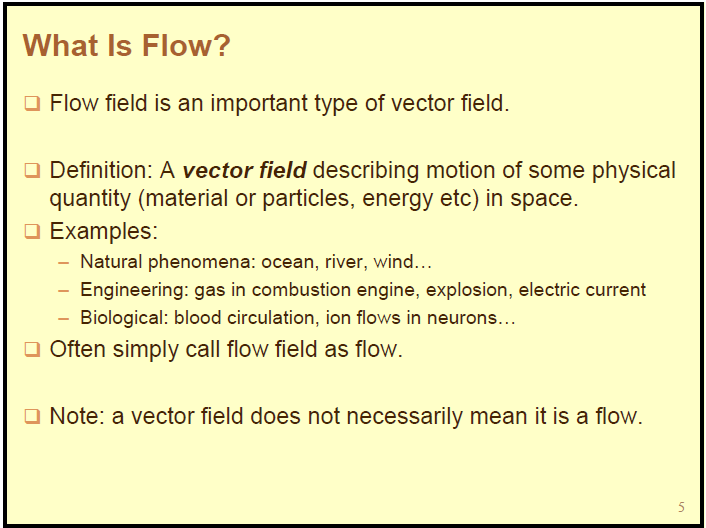 What Is Flow?
❑ Flow field is an important type of vector field.
❑ Definition: A vector field describing motion of some physical
quantity (material or particles, energy etc) in space.
❑ Examples:
– Natural phenomena: ocean, river, wind…
– Engineering: gas in combustion engine, explosion, electric current
– Biological: blood circulation, ion flows in neurons…
❑ Often simply call flow field as flow.
❑ Note: a vector field does not necessarily mean it is a flow.
5